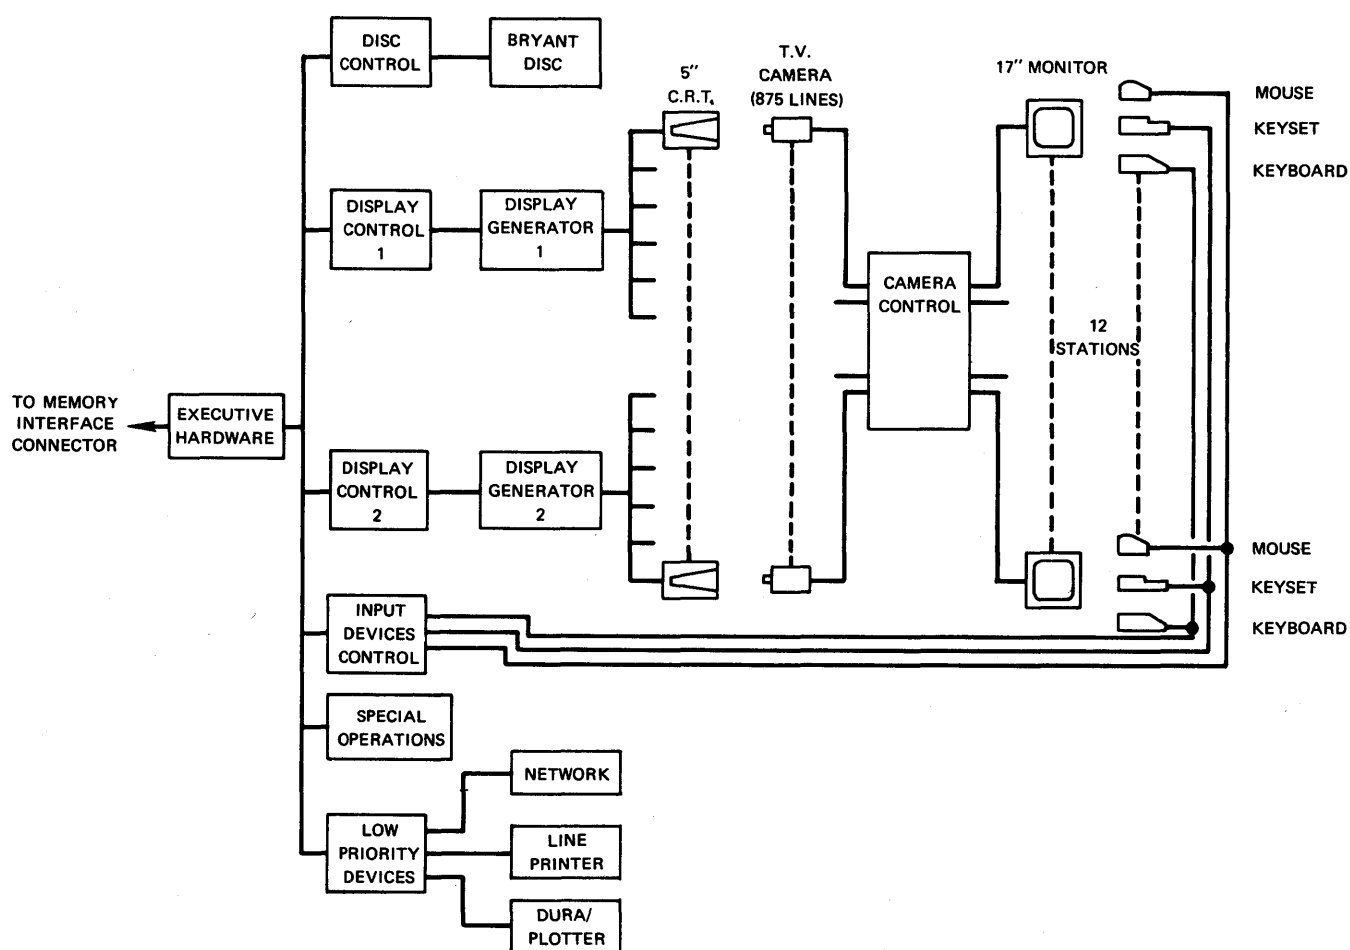 DISC
CONTROL
BRYANT
DISC
5"
C.R.T.
T.V.
CAMERA
(875 LINES)
17" MONITOR
MOUSE
KEYSET
KEYBOARD
DISPLAY
CONTROL
1
DISPLAY
GENERATOR
1
CAMERA
CONTROL
12
STATIONS
TO MEMORY
INTERFACE
CONNECTOR
EXECUTIVE
HARDWARE
DISPLAY
CONTROL
2
DISPLAY
GENERATOR
2
MOUSE
KEYSET
KEYBOARD
INPUT
DEVICES
CONTROL
SPECIAL
OPERATIONS
LOW
PRIORITY
DEVICES
NETWORK
LINE
PRINTER
DURA/
PLOTTER